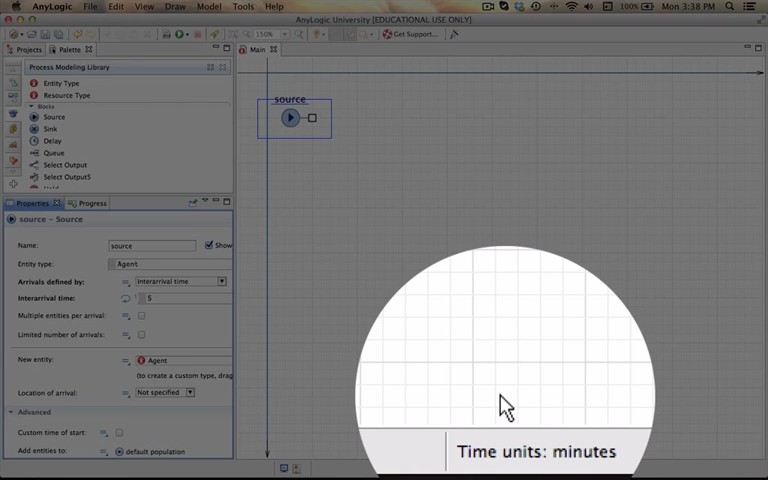 AnyLogic File Edit View Draw Model Tools Help 100% Mon 3:38 PM
AnyLogic University [EDUCATIONAL USE ONLY]
150% Get Support...
Projects Palette Main
Process Modeling Library
Entity Type
Resource Type
Blocks
Source
Sink
Delay
Queue
Select Output
Select Output5
source
Properties Progress
source - Source
Name: source Show
Entity type: Agent
Arrivals defined by: Interarrival time
Interarrival time: 5
Multiple entities per arrival:
Limited number of arrivals:
New entity: Agent
(to create a custom type, drag
Location of arrival: Not specified
Advanced
Custom time of start:
Add entities to: default population
Time units: minutes